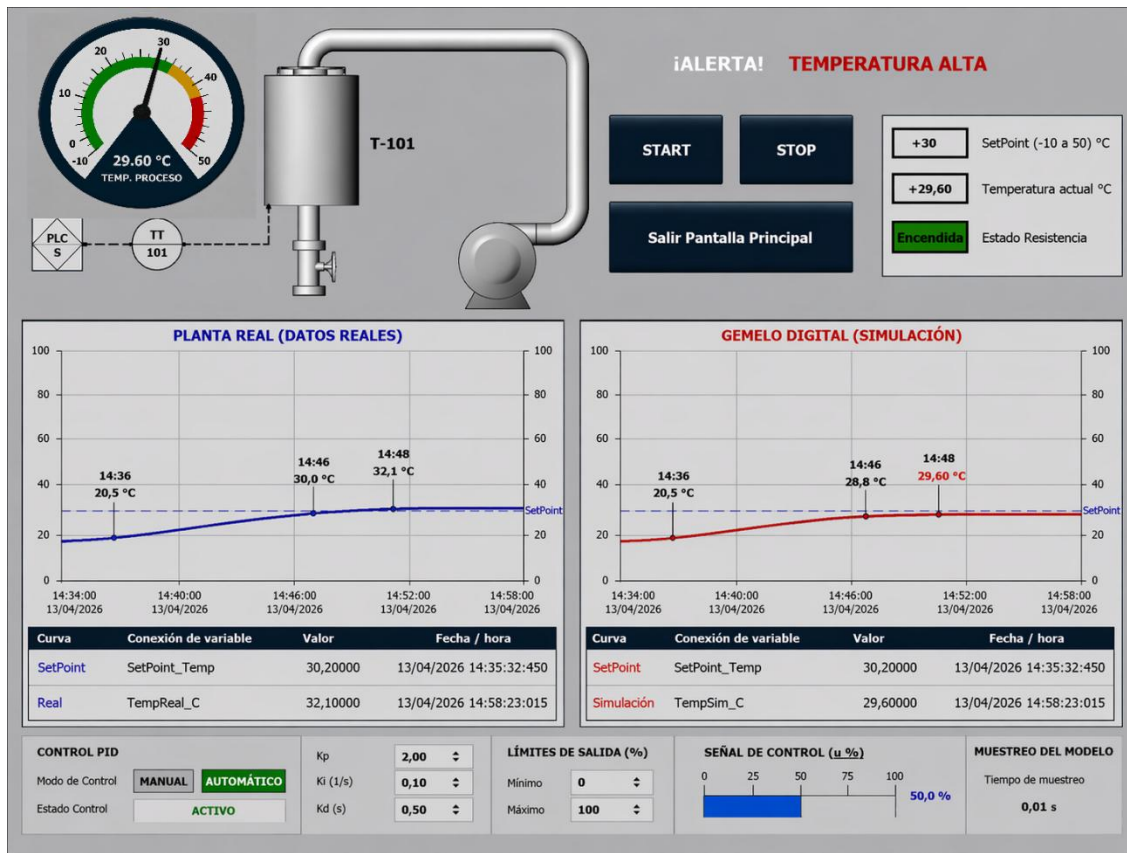 0
10
20
30
40
50
-10
29.60 °C
TEMP. PROCESO
PLC
S
TT
101
T-101
¡ALERTA! TEMPERATURA ALTA
START
STOP
Salir Pantalla Principal
+30 SetPoint (-10 a 50) °C
+29,60 Temperatura actual °C
Encendida Estado Resistencia
PLANTA REAL (DATOS REALES)
100 100
80 80
60 60
40 40
20 20
0 0
14:36
20,5 °C
14:46
30,0 °C
14:48
32,1 °C
SetPoint
14:34:00 14:40:00 14:46:00 14:52:00 14:58:00
13/04/2026 13/04/2026 13/04/2026 13/04/2026 13/04/2026
Curva Conexión de variable Valor Fecha / hora
SetPoint SetPoint_Temp 30,20000 13/04/2026 14:35:32:450
Real TempReal_C 32,10000 13/04/2026 14:58:23:015
GEMELO DIGITAL (SIMULACIÓN)
100 100
80 80
60 60
40 40
20 20
0 0
14:36
20,5 °C
14:46
28,8 °C
14:48
29,60 °C
SetPoint
14:34:00 14:40:00 14:46:00 14:52:00 14:58:00
13/04/2026 13/04/2026 13/04/2026 13/04/2026 13/04/2026
Curva Conexión de variable Valor Fecha / hora
SetPoint SetPoint_Temp 30,20000 13/04/2026 14:35:32:450
Simulación TempSim_C 29,60000 13/04/2026 14:58:23:015
CONTROL PID
Modo de Control MANUAL AUTOMÁTICO
Estado Control ACTIVO
Kp 2,00
Ki (1/s) 0,10
Kd (s) 0,50
LÍMITES DE SALIDA (%)
Mínimo 0
Máximo 100
SEÑAL DE CONTROL (u %)
0 25 50 75 100
50,0 %
MUESTREO DEL MODELO
Tiempo de muestreo
0,01 s